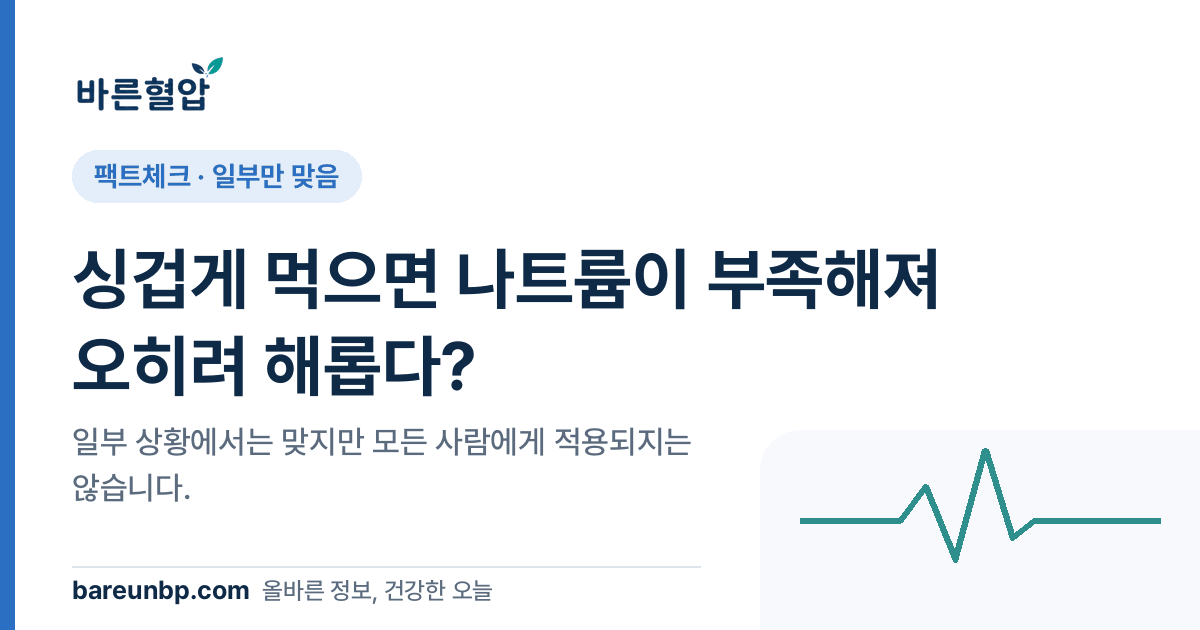 바른혈압
팩트체크 · 일부만 맞음
싱겁게 먹으면 나트륨이 부족해져
오히려 해롭다?
일부 상황에서는 맞지만 모든 사람에게 적용되지는
않습니다.
bareunbp.com 올바른 정보, 건강한 오늘